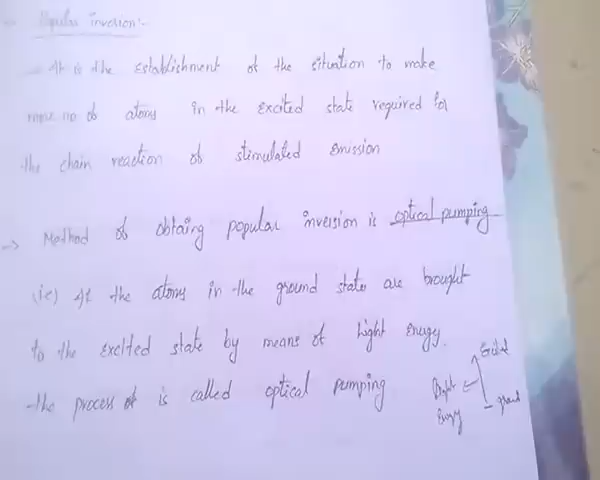 Popular inversion:-
→ It is the establishment of the situation to make
more no of atoms in the excited state required for
the chain reaction of stimulated Emission
→ Method of obtaing popular inversion is optical pumping
(ie) If the atoms in the ground state are brought
to the excited state by means of light Energy.
the process of is called optical pumping
Excited
light
Enrgy
ground